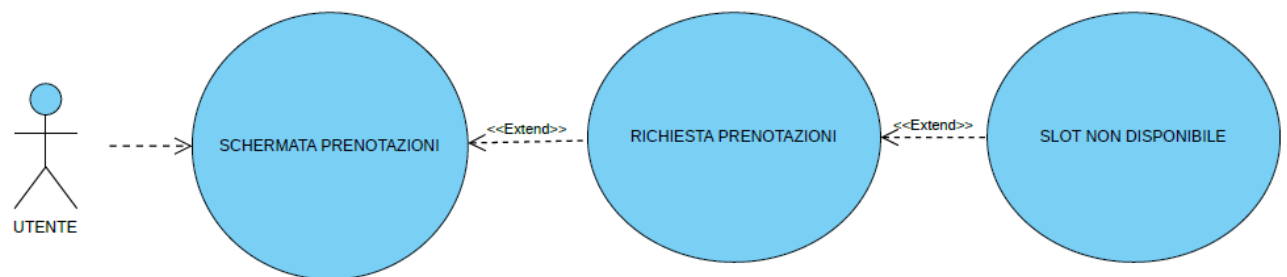 UTENTE
SCHERMATA PRENOTAZIONI
<<Extend>>
RICHIESTA PRENOTAZIONI
<<Extend>>
SLOT NON DISPONIBILE